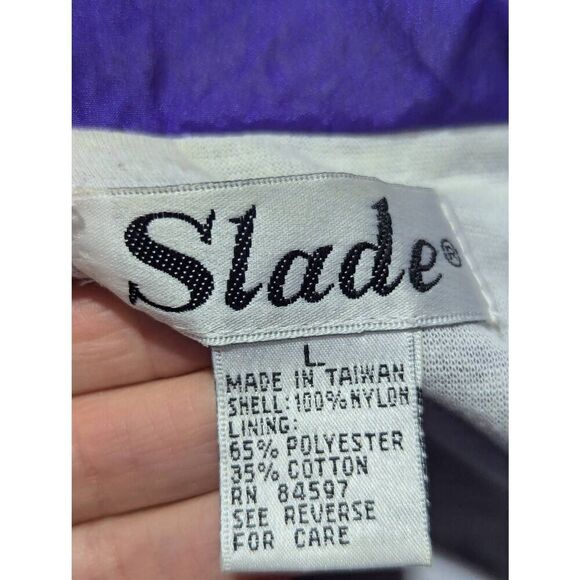 Slade®
L
MADE IN TAIWAN
SHELL: 100% NYLON
LINING:
65% POLYESTER
35% COTTON
RN 84597
SEE REVERSE
FOR CARE